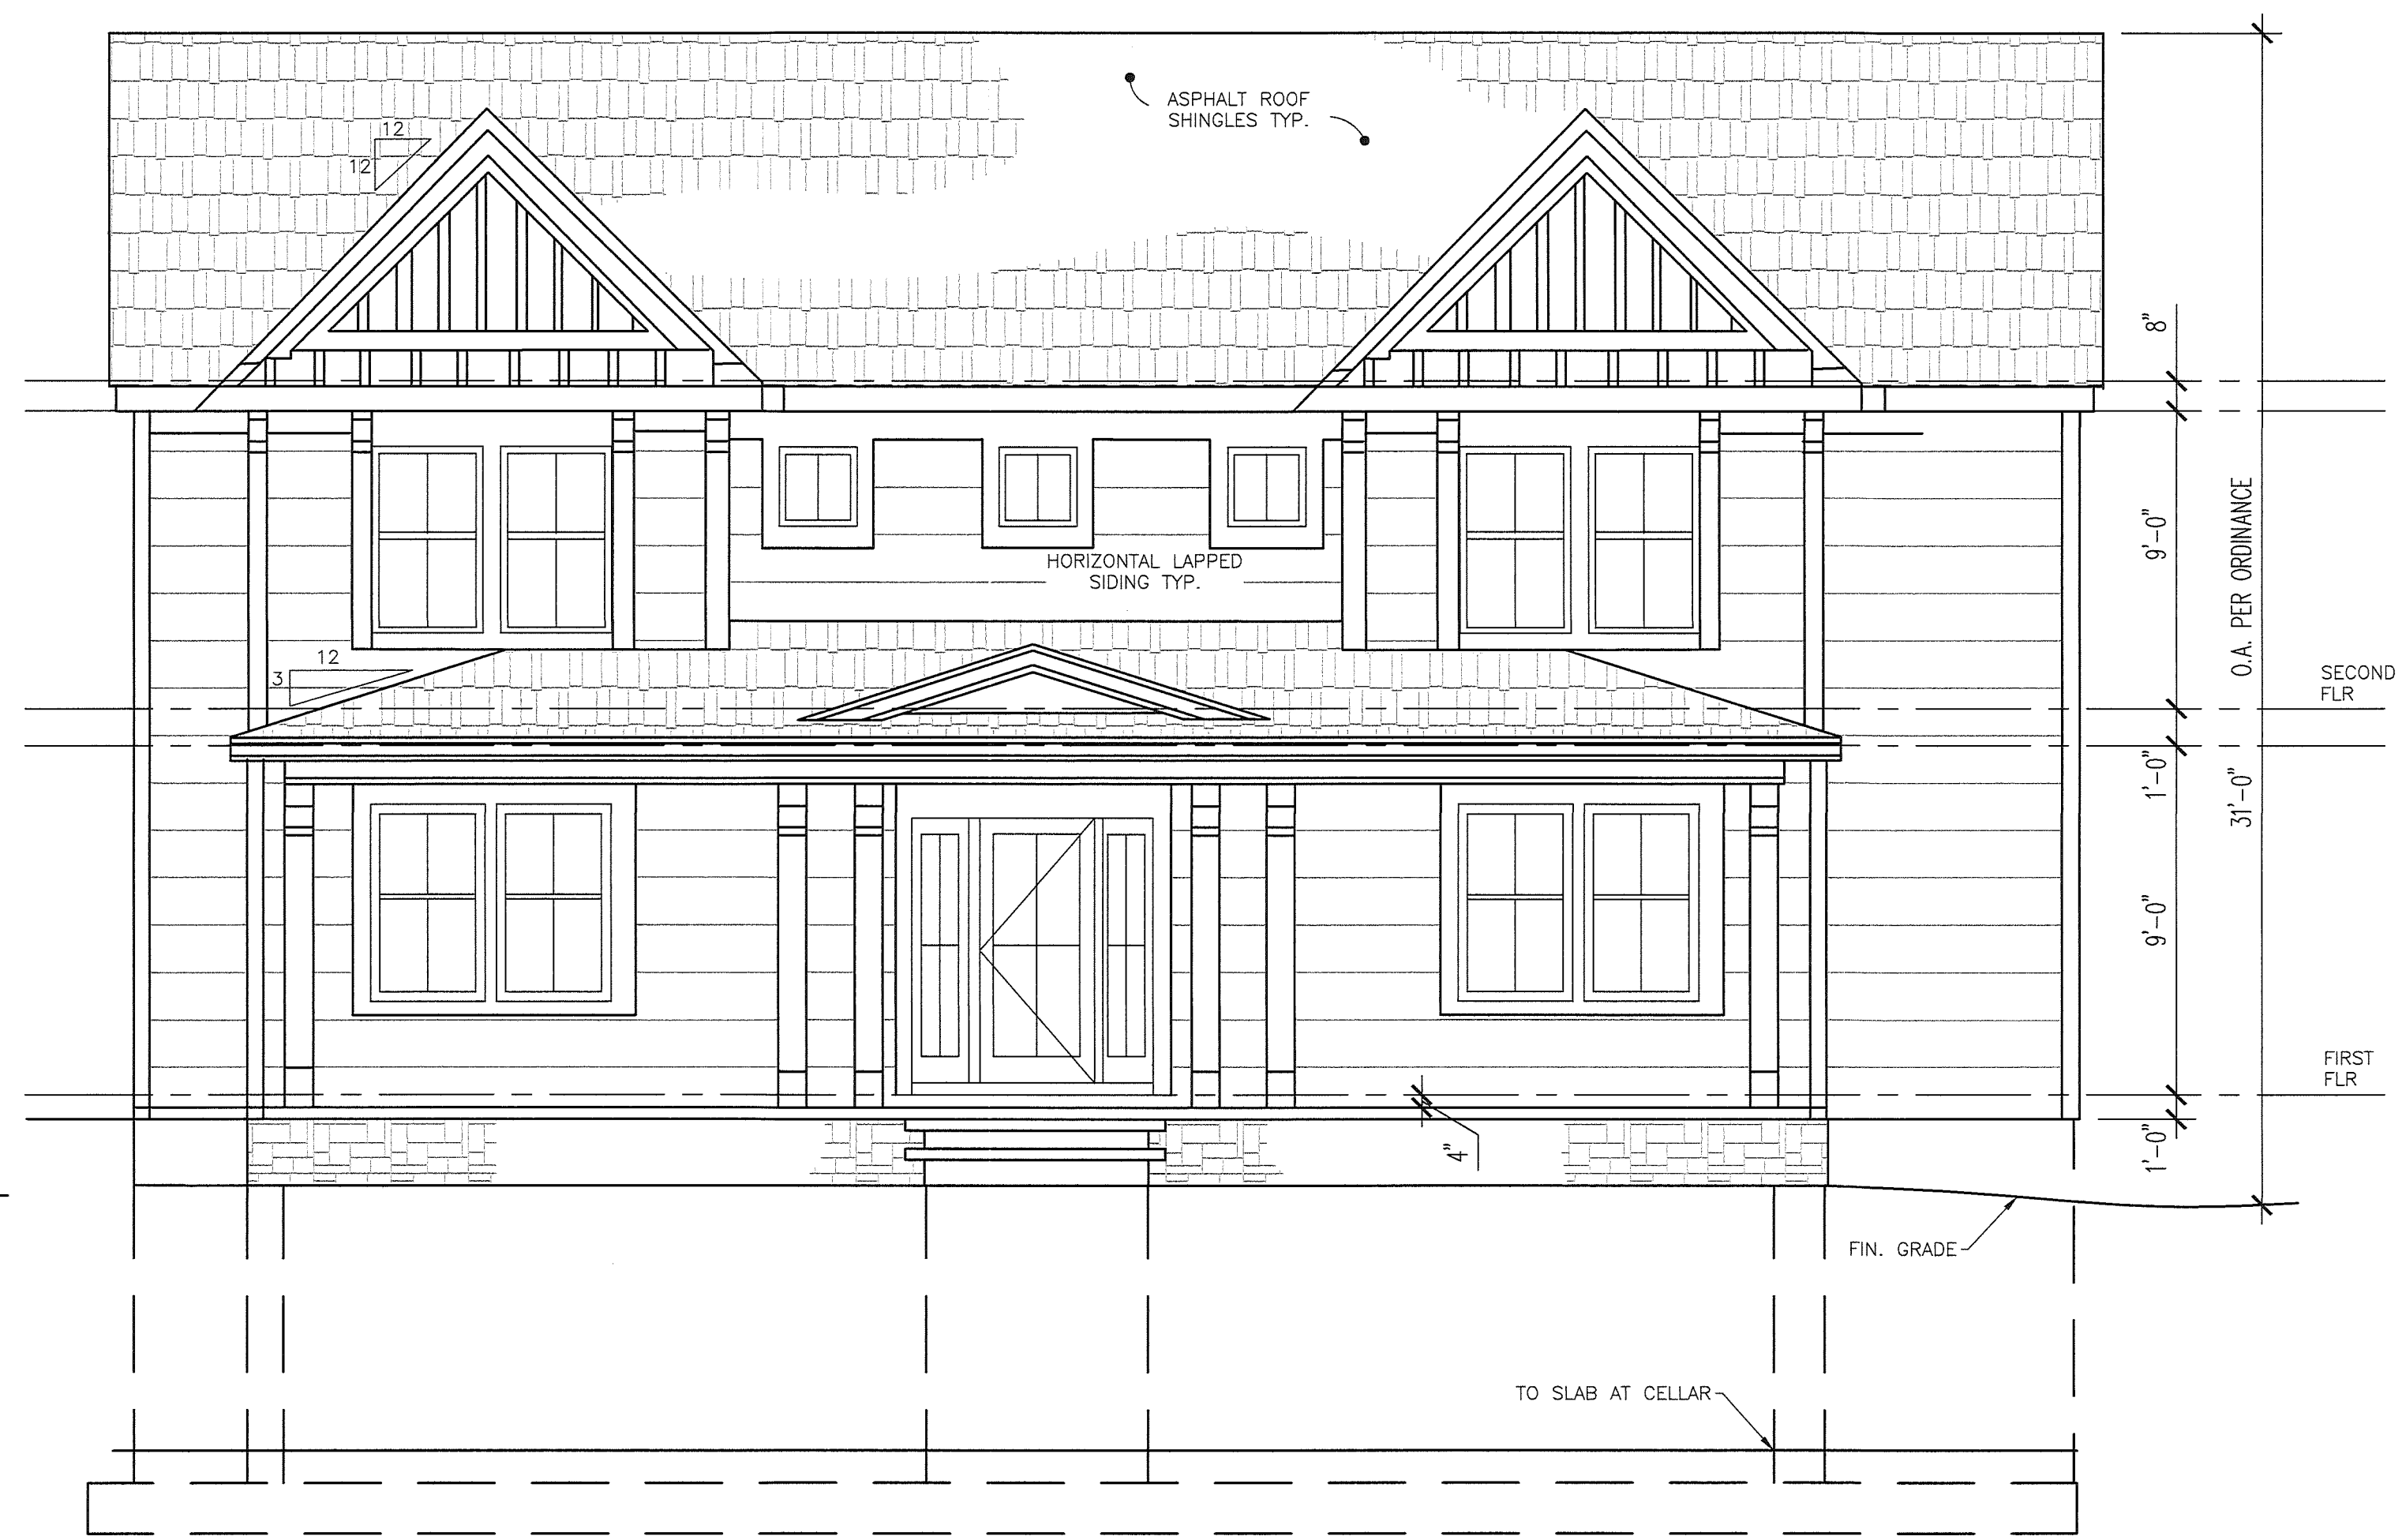 ASPHALT ROOF
SHINGLES TYP.
12
12
8"
HORIZONTAL LAPPED
SIDING TYP.
9'-0"
O.A. PER ORDINANCE
31'-0"
12
3
SECOND
FLR
1'-0"
9'-0"
FIRST
FLR
4"
1'-0"
FIN. GRADE
TO SLAB AT CELLAR